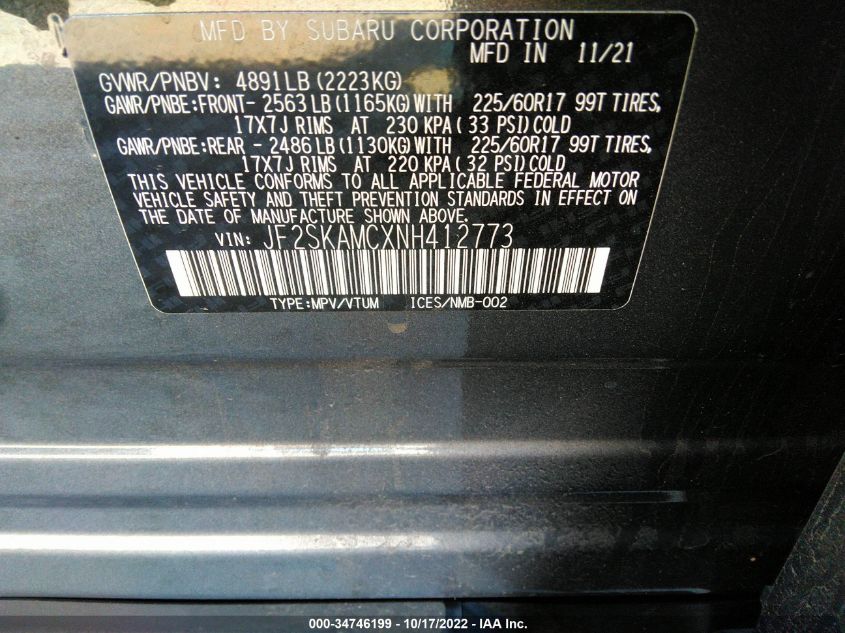 MFD BY SUBARU CORPORATION
MFD IN 11/21
GVWR/PNBV: 4891LB (2223KG)
GAWR/PNBE:FRONT- 2563LB (1165KG) WITH 225/60R17 99T TIRES,
17X7J RIMS AT 230 KPA (33 PSI) COLD
GAWR/PNBE:REAR - 2486LB (1130KG) WITH 225/60R17 99T TIRES,
17X7J RIMS AT 220 KPA (32 PSI) COLD
THIS VEHICLE CONFORMS TO ALL APPLICABLE FEDERAL MOTOR
VEHICLE SAFETY AND THEFT PREVENTION STANDARDS IN EFFECT ON
THE DATE OF MANUFACTURE SHOWN ABOVE.
VIN: JF2SKAMCXNH412773
TYPE:MPV/VTUM ICES/NMB-002
000-34746199 - 10/17/2022 - IAA Inc.